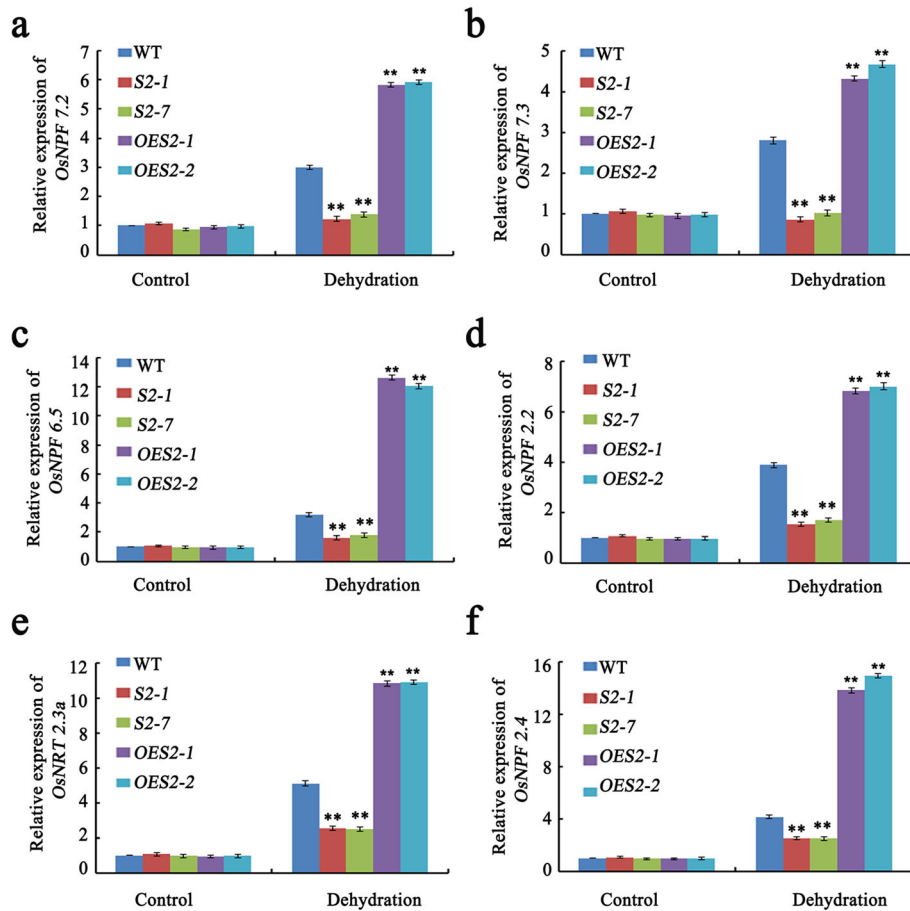 a
Relative expression of
OsNPF 7.2
7
6
5
4
3
2
1
0
WT
S2-1
S2-7
OES2-1
OES2-2
** **
** **
Control Dehydration
b
Relative expression of
OsNPF 7.3
5
4
3
2
1
0
WT
S2-1
S2-7
OES2-1
OES2-2
** **
** **
Control Dehydration
c
Relative expression of
OsNPF 6.5
14
12
10
8
6
4
2
0
WT
S2-1
S2-7
OES2-1
OES2-2
** **
** **
Control Dehydration
d
Relative expression of
OsNPF 2.2
8
6
4
2
0
WT
S2-1
S2-7
OES2-1
OES2-2
** **
** **
Control Dehydration
e
Relative expression of
OsNRT 2.3a
12
10
8
6
4
2
0
WT
S2-1
S2-7
OES2-1
OES2-2
** **
** **
Control Dehydration
f
Relative expression of
OsNPF 2.4
16
12
8
4
0
WT
S2-1
S2-7
OES2-1
OES2-2
** **
** **
Control Dehydration